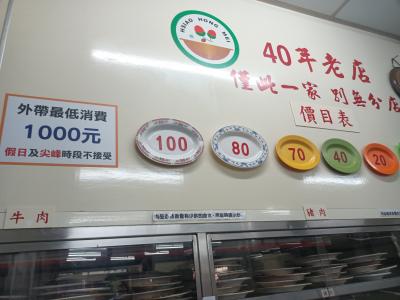 HSIAO HONG MEI
40年老店
僅此一家 別無分店
價目表
外帶最低消費
1000元
假日及尖峰時段不接受
100
80
70
40
20
牛肉
豬肉